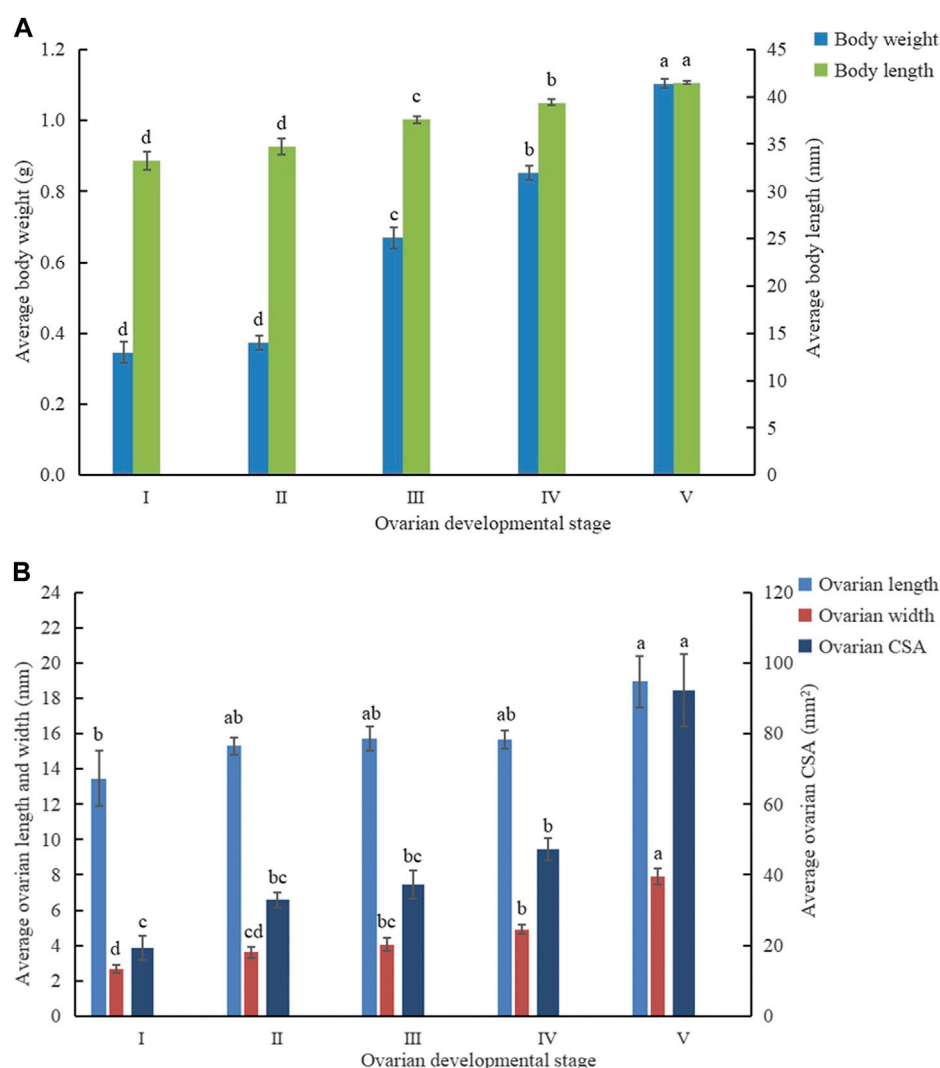 A
Body weight
Body length
Average body weight (g)
1.2
1.0
0.8
0.6
0.4
0.2
0.0
d
d
d
d
c
c
b
b
a
a
45
40
35
30
25
20
15
10
5
0
Average body length (mm)
I
II
III
IV
V
Ovarian developmental stage
B
Ovarian length
Ovarian width
Ovarian CSA
Average ovarian length and width (mm)
24
22
20
18
16
14
12
10
8
6
4
2
0
b
d
c
ab
cd
bc
ab
bc
bc
ab
b
b
a
a
a
120
100
80
60
40
20
0
Average ovarian CSA (mm²)
I
II
III
IV
V
Ovarian developmental stage